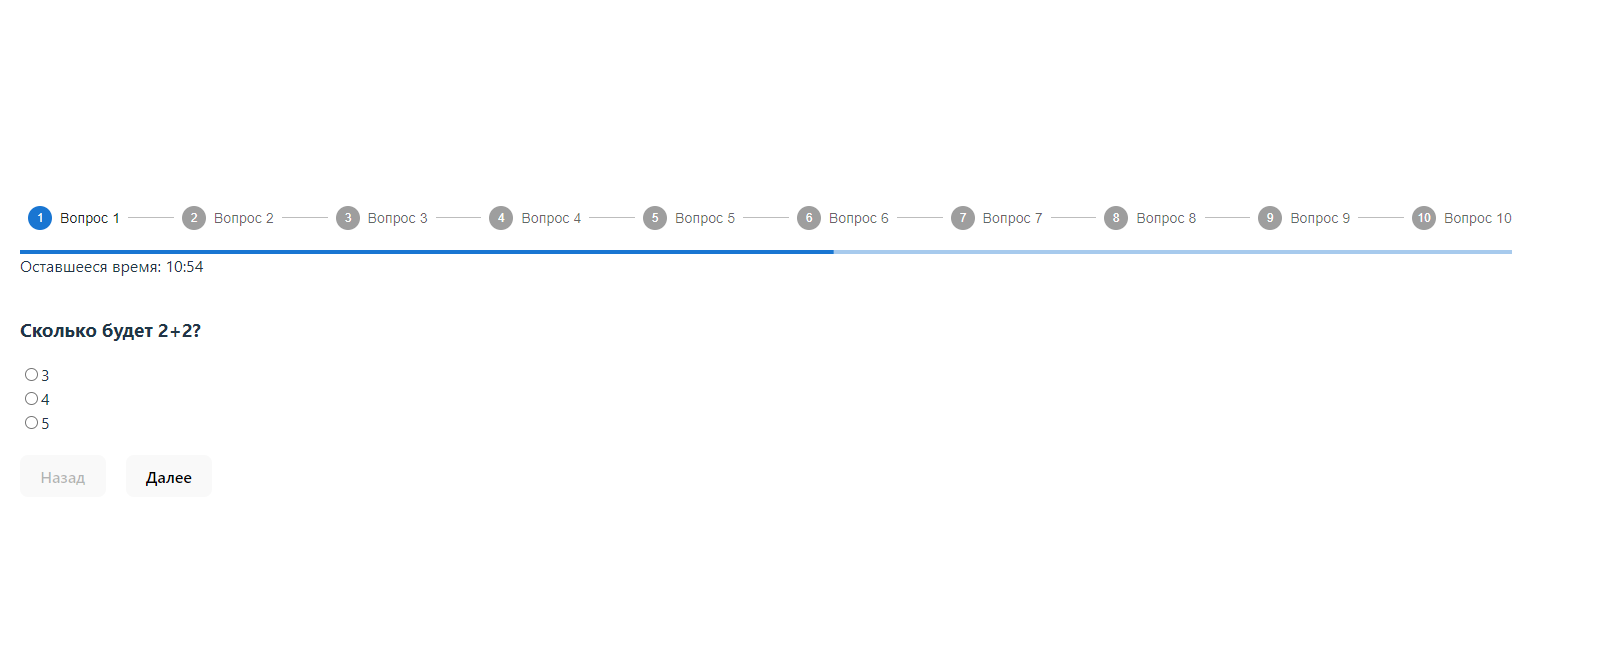 1 Вопрос 1 2 Вопрос 2 3 Вопрос 3 4 Вопрос 4 5 Вопрос 5 6 Вопрос 6 7 Вопрос 7 8 Вопрос 8 9 Вопрос 9 10 Вопрос 10
Оставшееся время: 10:54
Сколько будет 2+2?
3
4
5
Назад Далее